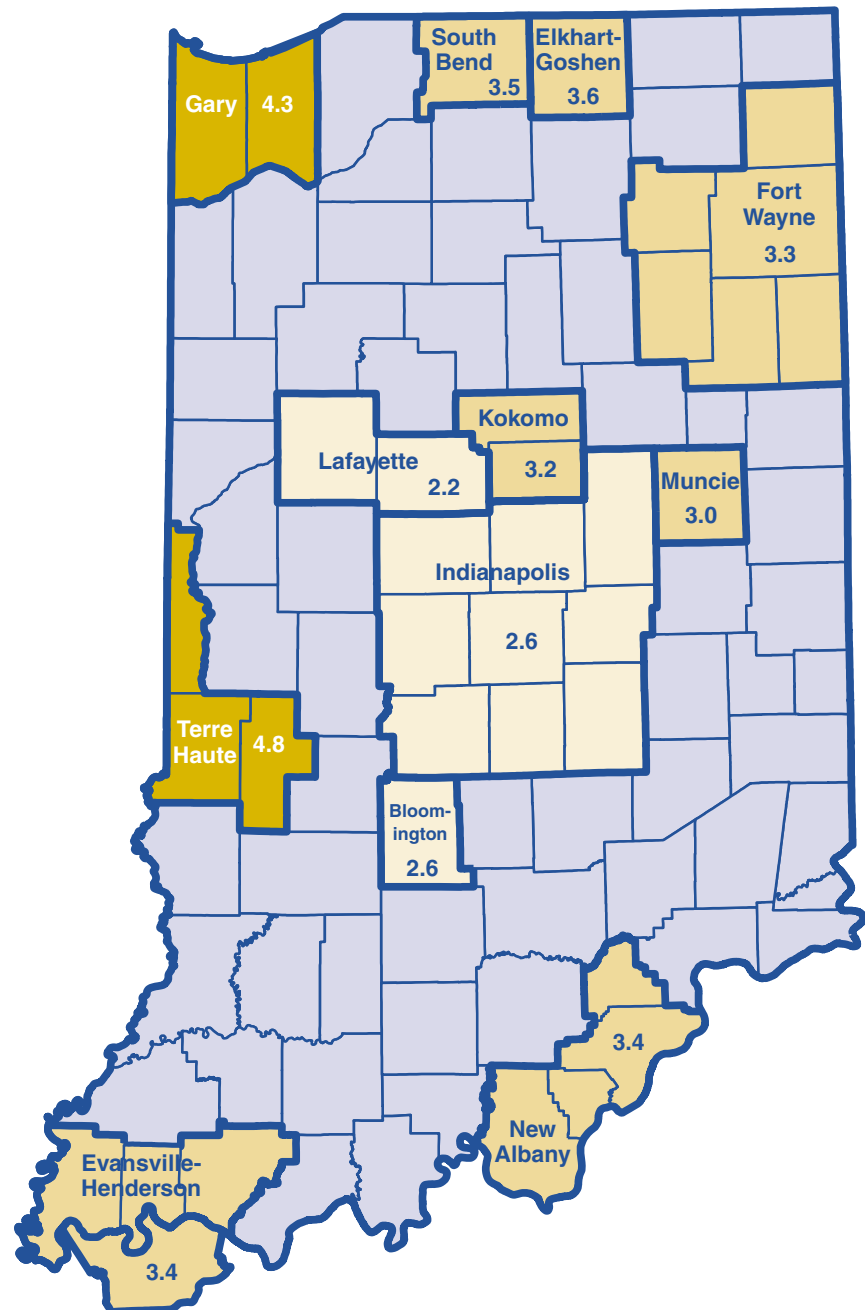 South
Bend
3.5
Elkhart-
Goshen
3.6
Gary 4.3
Fort
Wayne
3.3
Kokomo
3.2
Lafayette
2.2
Muncie
3.0
Indianapolis
2.6
Terre
Haute
4.8
Bloom-
ington
2.6
3.4
New
Albany
Evansville-
Henderson
3.4